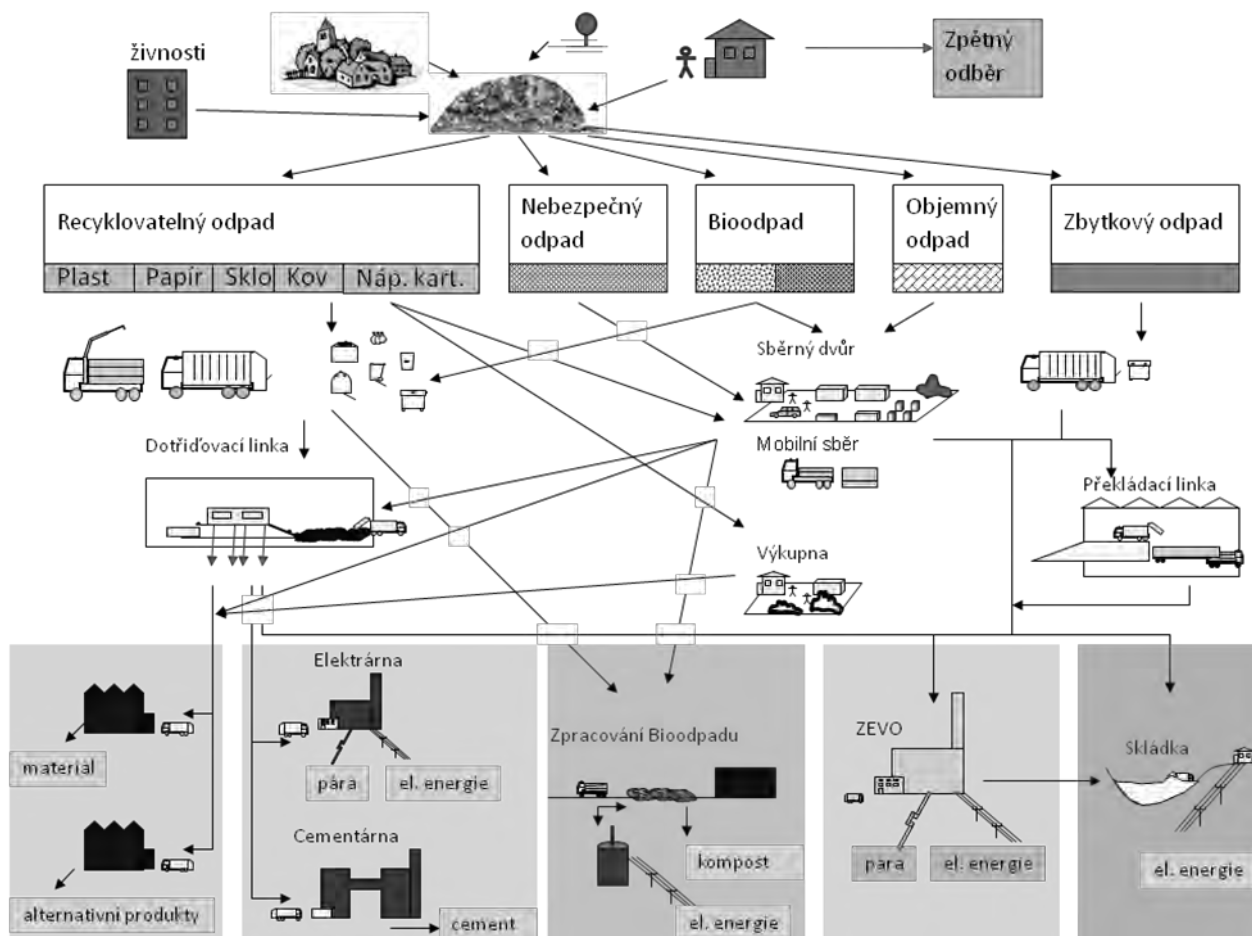 živnosti
Zpětný
odběr
Recyklovatelný odpad
Nebezpečný
odpad
Bioodpad
Objemný
odpad
Zbytkový odpad
Plast
Papír
Sklo
Kov
Náp. kart.
Sběrný dvůr
Dotřiďovací linka
Mobilní sběr
Překládací linka
Výkupna
Elektrárna
Zpracování Bioodpadu
ZEVO
Skládka
materiál
pára
el. energie
Cementárna
kompost
pára
el. energie
el. energie
alternativní produkty
cement
el. energie